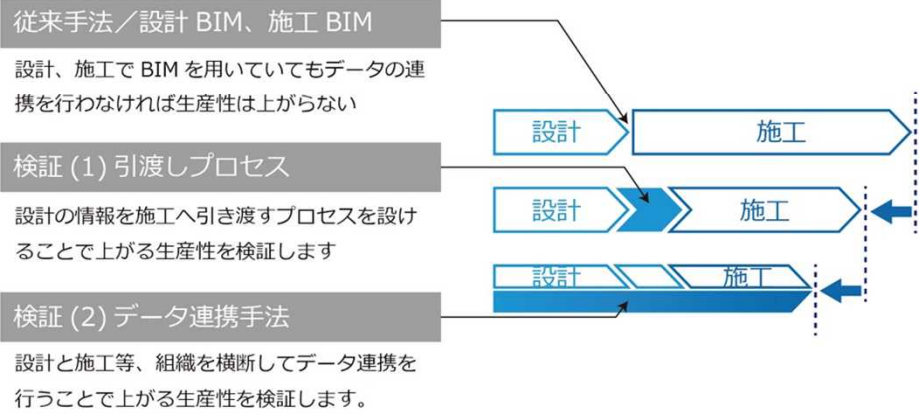 従来手法／設計 BIM、施工 BIM
設計、施工で BIM を用いていてもデータの連
携を行わなければ生産性は上がらない
検証 (1) 引渡しプロセス
設計の情報を施工へ引き渡すプロセスを設け
ることで上がる生産性を検証します
検証 (2) データ連携手法
設計と施工等、組織を横断してデータ連携を
行うことで上がる生産性を検証します。
設計 施工
設計 施工
設計 施工